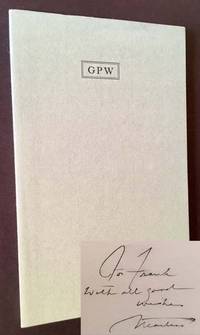 GPW
To Frank
With all good
wishes